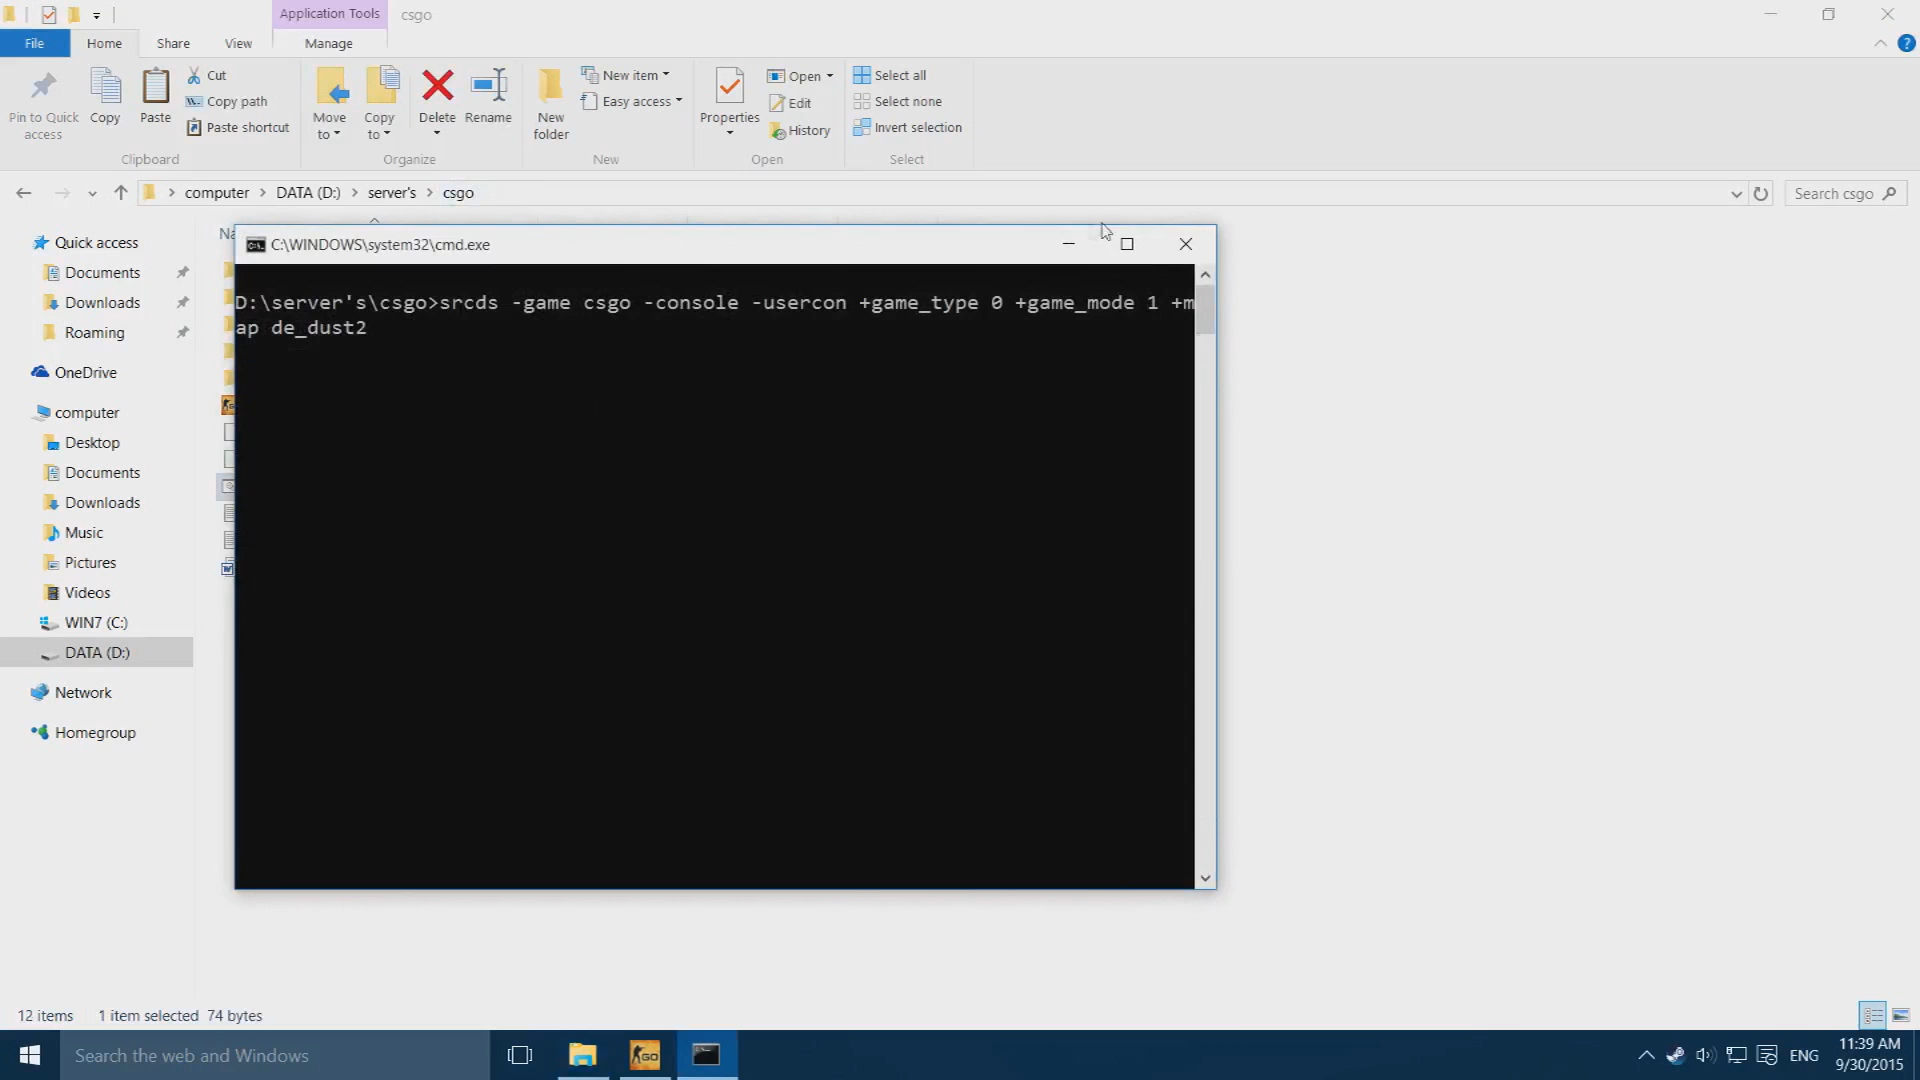 Application Tools csgo
File Home Share View Manage
Pin to Quick access
Copy
Paste
Cut
Copy path
Paste shortcut
Move to
Copy to
Delete
Rename
New folder
New item
Easy access
Properties
Open
Edit
History
Select all
Select none
Invert selection
Clipboard Organize New Open Select
computer DATA (D:) server's csgo
Search csgo
C:\WINDOWS\system32\cmd.exe
D:\server's\csgo>srcds -game csgo -console -usercon +game_type 0 +game_mode 1 +m
ap de_dust2
Quick access
Documents
Downloads
Roaming
OneDrive
computer
Desktop
Documents
Downloads
Music
Pictures
Videos
WIN7 (C:)
DATA (D:)
Network
Homegroup
12 items 1 item selected 74 bytes
Search the web and Windows
GO
ENG
11:39 AM
9/30/2015